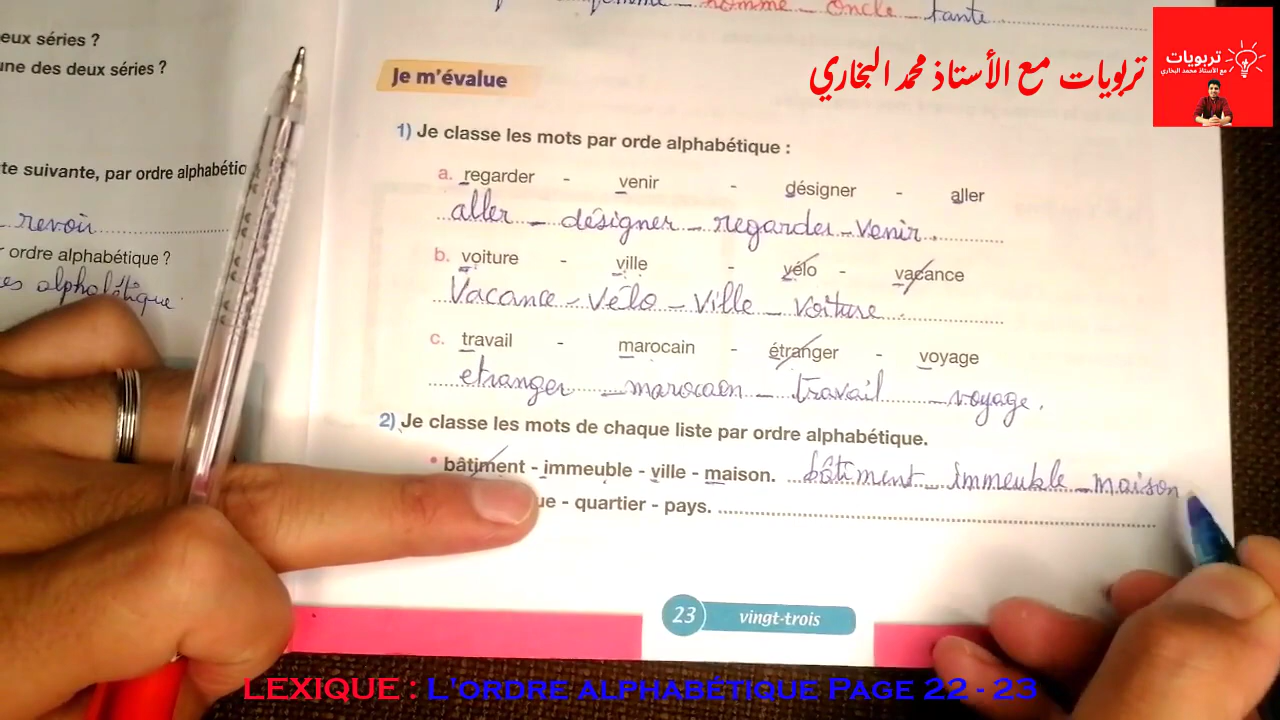 homme - oncle - tante
eux séries ?
une des deux séries ?
te suivante, par ordre alphabétic
revoir
r ordre alphabétique ?
es alphabétique.
تربويات مع الأستاذ محمد البخاري
تربويات
مع الأستاذ محمد البخاري
Je m'évalue
1) Je classe les mots par orde alphabétique :
a. regarder - venir - désigner - aller
aller - désigner - regarder - venir.
b. voiture - ville - vélo - vacance
Vacance - vélo - ville - voiture.
c. travail - marocain - étranger - voyage
etranger - marocain - travail - voyage.
2) Je classe les mots de chaque liste par ordre alphabétique.
• bâtiment - immeuble - ville - maison. bâtiment - immeuble - maison
ue - quartier - pays.
23 vingt-trois
LEXIQUE : L'ordre alphabétique Page 22 - 23